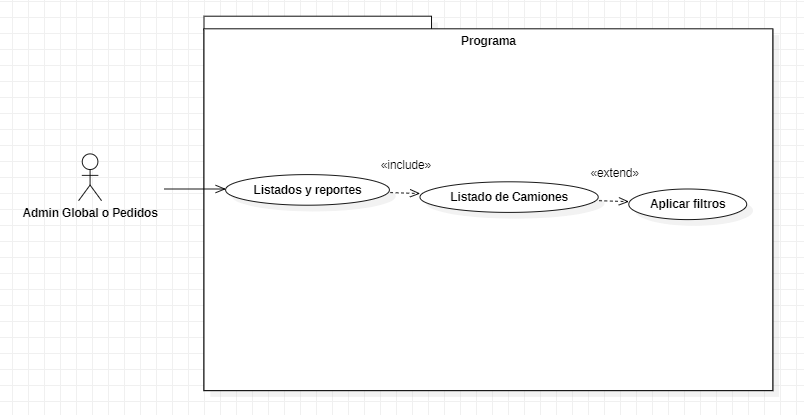 Programa
«include»
«extend»
Listados y reportes
Listado de Camiones
Aplicar filtros
Admin Global o Pedidos